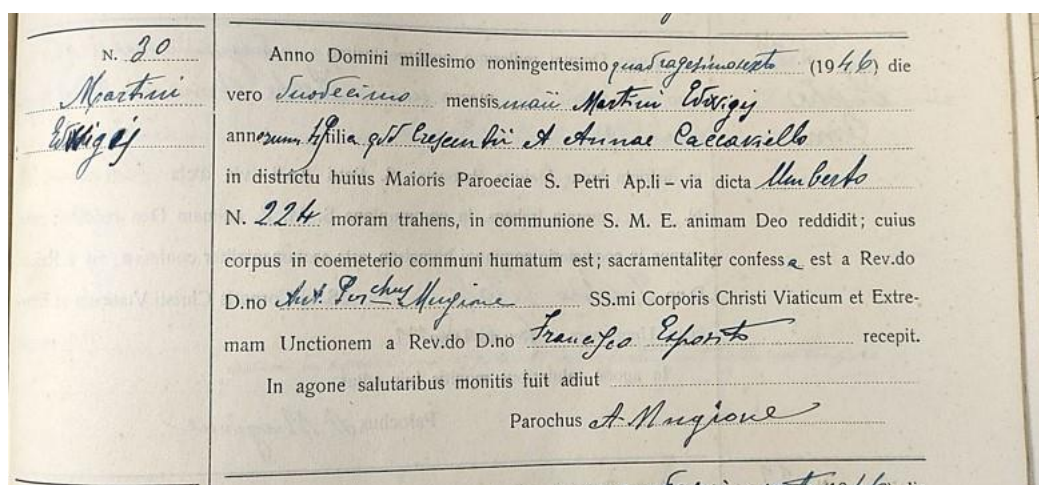 N. 30
Martini
Edvigis
Anno Domini millesimo noningentesimo quadragesimosexto (1946) die
vero duodecimo mensis maii Martini Edvigis
annorum filia qd Crescentii et Annae Caccaviello
in districtu huius Maioris Paroeciae S. Petri Ap.li – via dicta Umberto
N. 224 moram trahens, in communione S. M. E. animam Deo reddidit; cuius
corpus in coemeterio communi humatum est; sacramentaliter confessa est a Rev.do
D.no Ant. Mugione SS.mi Corporis Christi Viaticum et Extre-
mam Unctionem a Rev.do D.no Francisco Esposito recepit.
In agone salutaribus monitis fuit adiut
Parochus A. Mugione